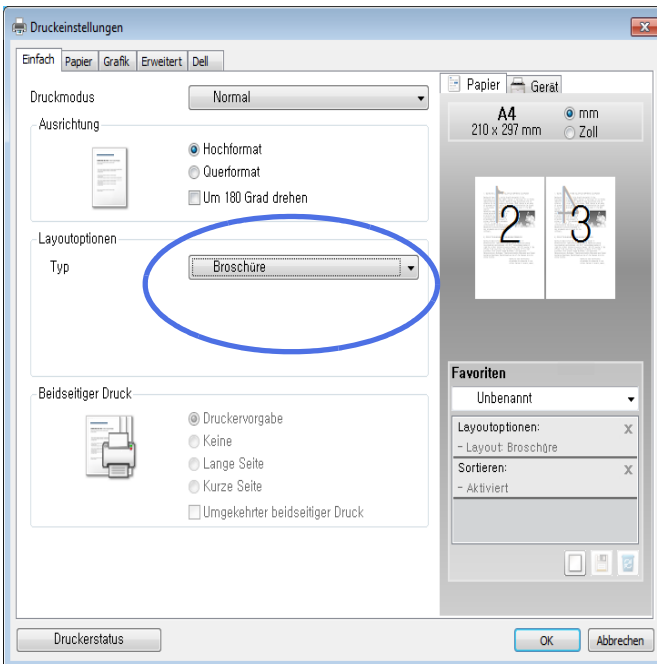 Druckeinstellungen
Einfach Papier Grafik Erweitert Dell
Druckmodus Normal
Ausrichtung
Hochformat
Querformat
Um 180 Grad drehen
Layoutoptionen
Typ Broschüre
Beidseitiger Druck
Druckervorgabe
Keine
Lange Seite
Kurze Seite
Umgekehrter beidseitiger Druck
Papier Gerät
A4
210 x 297 mm
mm
Zoll
2 3
Favoriten
Unbenannt
Layoutoptionen: x
- Layout: Broschüre
Sortieren: x
- Aktiviert
Druckerstatus OK Abbrechen